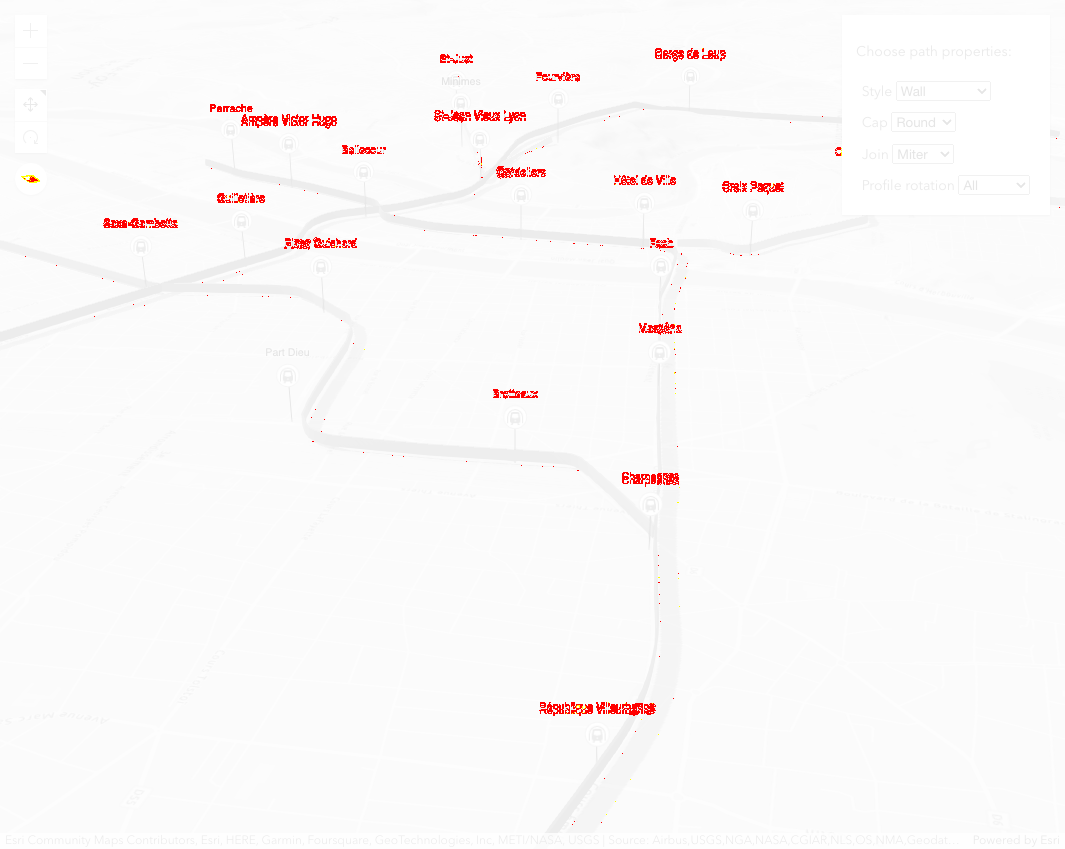 Choose path properties:
Style Wall
Cap Round
Join Miter
Profile rotation All
St-Just
Minimes
Fourvière
Gorge de Loup
Perrache
Ampère Victor Hugo
St-Jean Vieux Lyon
Bellecour
Cordeliers
Hôtel de Ville
Croix Paquet
Guillotière
Saxe-Gambetta
Place Guichard
Foch
Masséna
Part Dieu
Brotteaux
Charpennes
République Villeurbanne
Esri Community Maps Contributors, Esri, HERE, Garmin, Foursquare, GeoTechnologies, Inc, METI/NASA, USGS | Source: Airbus,USGS,NGA,NASA,CGIAR,NLS,OS,NMA,Geodat...
Powered by Esri